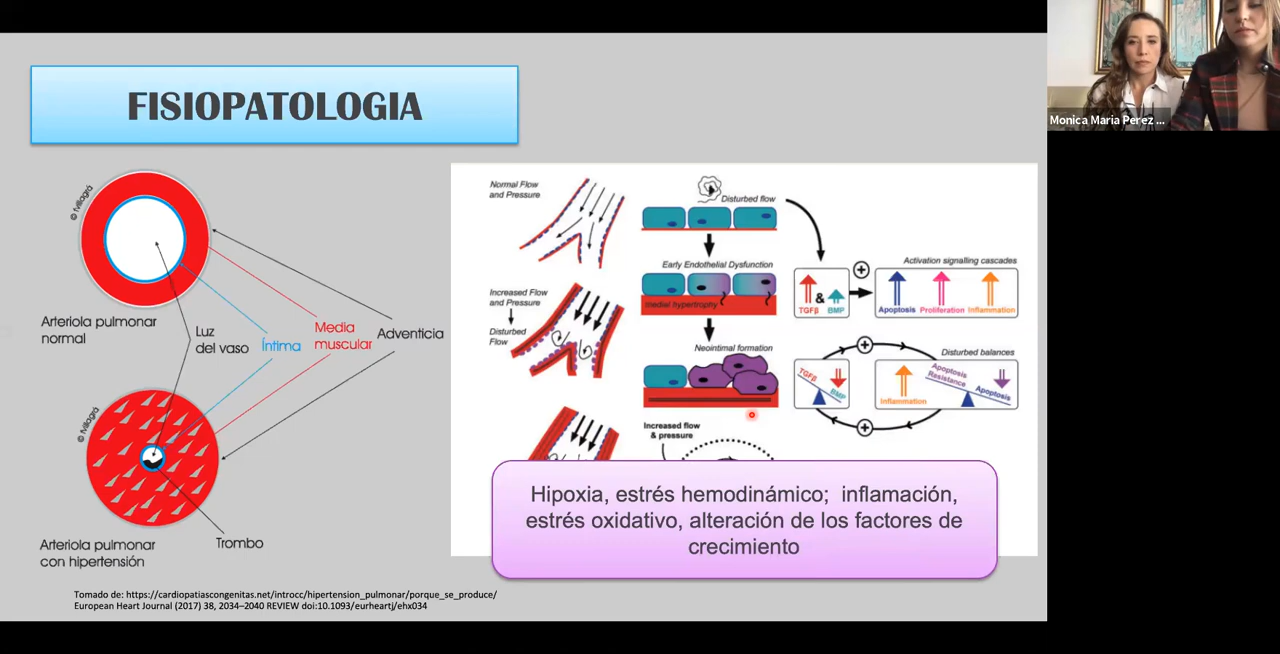 FISIOPATOLOGIA
Monica Maria Perez ...
© fvillagrá
Arteriola pulmonar
normal
Luz
del vaso
Íntima
Media
muscular
Adventicia
© fvillagrá
Arteriola pulmonar
con hipertensión
Trombo
Normal Flow
and Pressure
Increased Flow
and Pressure
Disturbed
Flow
Disturbed flow
Early Endothelial Dysfunction
medial hypertrophy
Neointimal formation
Increased flow
& pressure
TGFβ & BMP
Activation signalling cascades
Apoptosis Proliferation Inflammation
Disturbed balances
TGFβ
BMP
Inflammation
Apoptosis
Resistance
Apoptosis
Hipoxia, estrés hemodinámico; inflamación,
estrés oxidativo, alteración de los factores de
crecimiento
Tomado de: https://cardiopatiascongenitas.net/introcc/hipertension_pulmonar/porque_se_produce/
European Heart Journal (2017) 38, 2034–2040 REVIEW doi:10.1093/eurheartj/ehx034